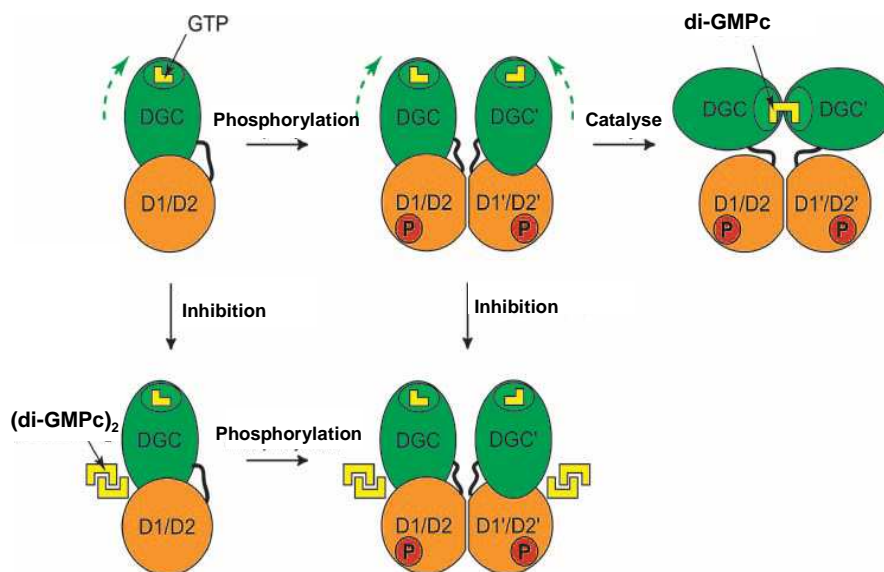 di-GMPc
GTP
DGC
Phosphorylation
DGC
DGC'
Catalyse
DGC
DGC'
D1/D2
D1/D2
D1'/D2'
P
P
D1/D2
D1'/D2'
P
P
Inhibition
Inhibition
(di-GMPc)2
DGC
Phosphorylation
DGC
DGC'
D1/D2
D1/D2
D1'/D2'
P
P